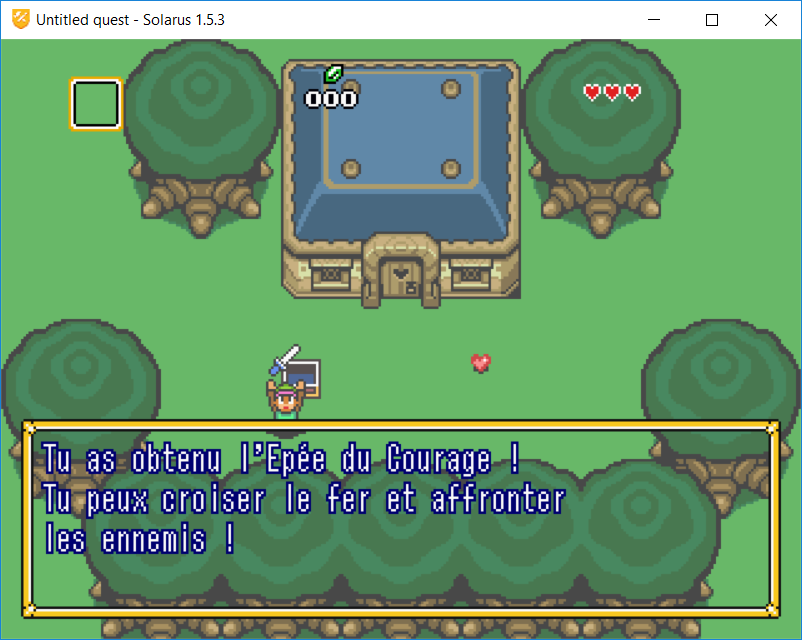 Untitled quest - Solarus 1.5.3
000
Tu as obtenu l'Epée du Courage !
Tu peux croiser le fer et affronter
les ennemis !